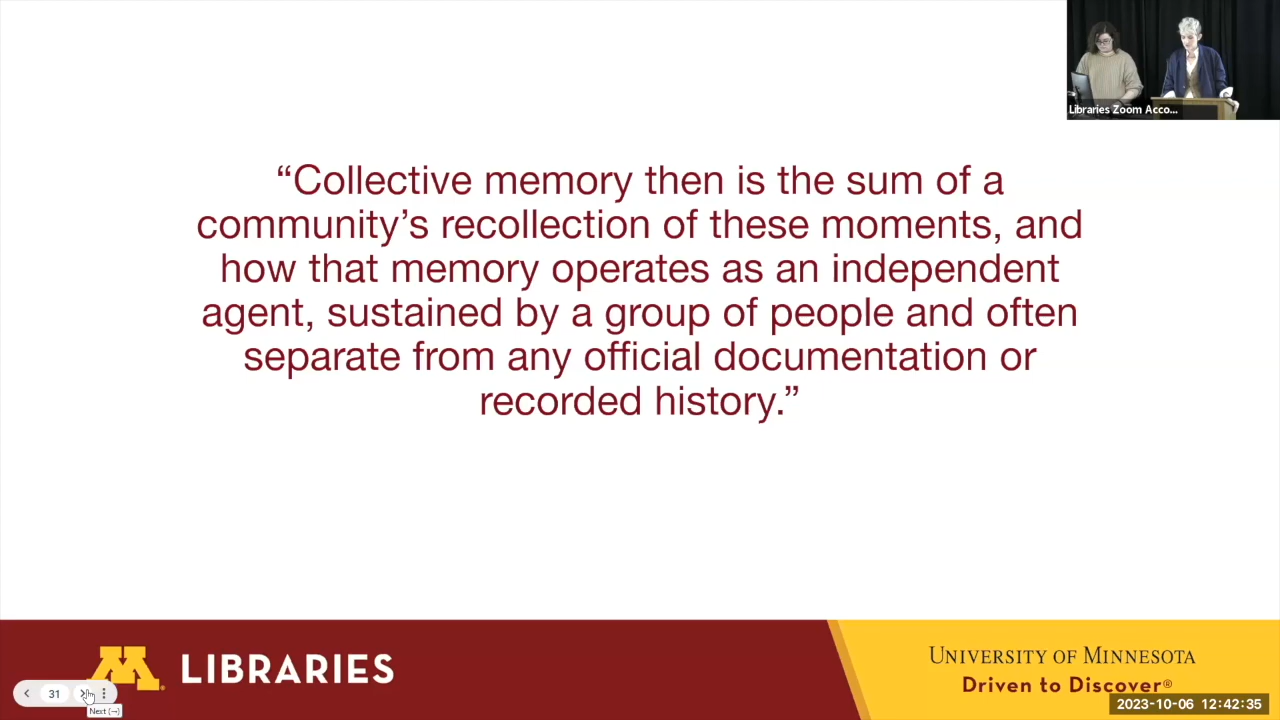 Libraries Zoom Acco...
“Collective memory then is the sum of a
community’s recollection of these moments, and
how that memory operates as an independent
agent, sustained by a group of people and often
separate from any official documentation or
recorded history.”
M. LIBRARIES
UNIVERSITY OF MINNESOTA
Driven to Discover®
31
Next (→)
2023-10-06 12:42:35